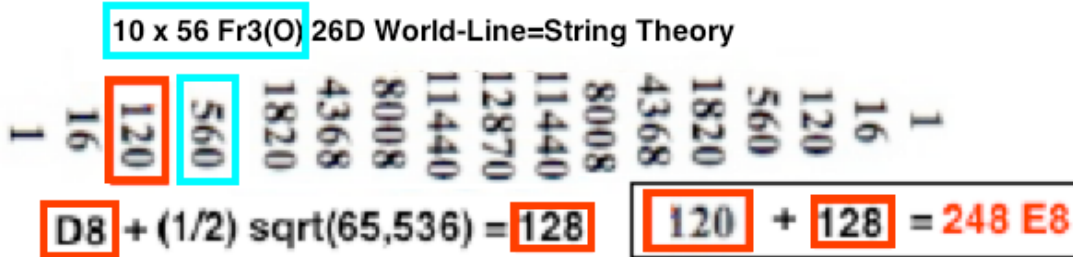 10 x 56 Fr3(O) 26D World-Line=String Theory
1 16 120 560 1820 4368 8008 11440 12870 11440 8008 4368 1820 560 120 16 1
D8 + (1/2) sqrt(65,536) = 128
120 + 128 = 248 E8